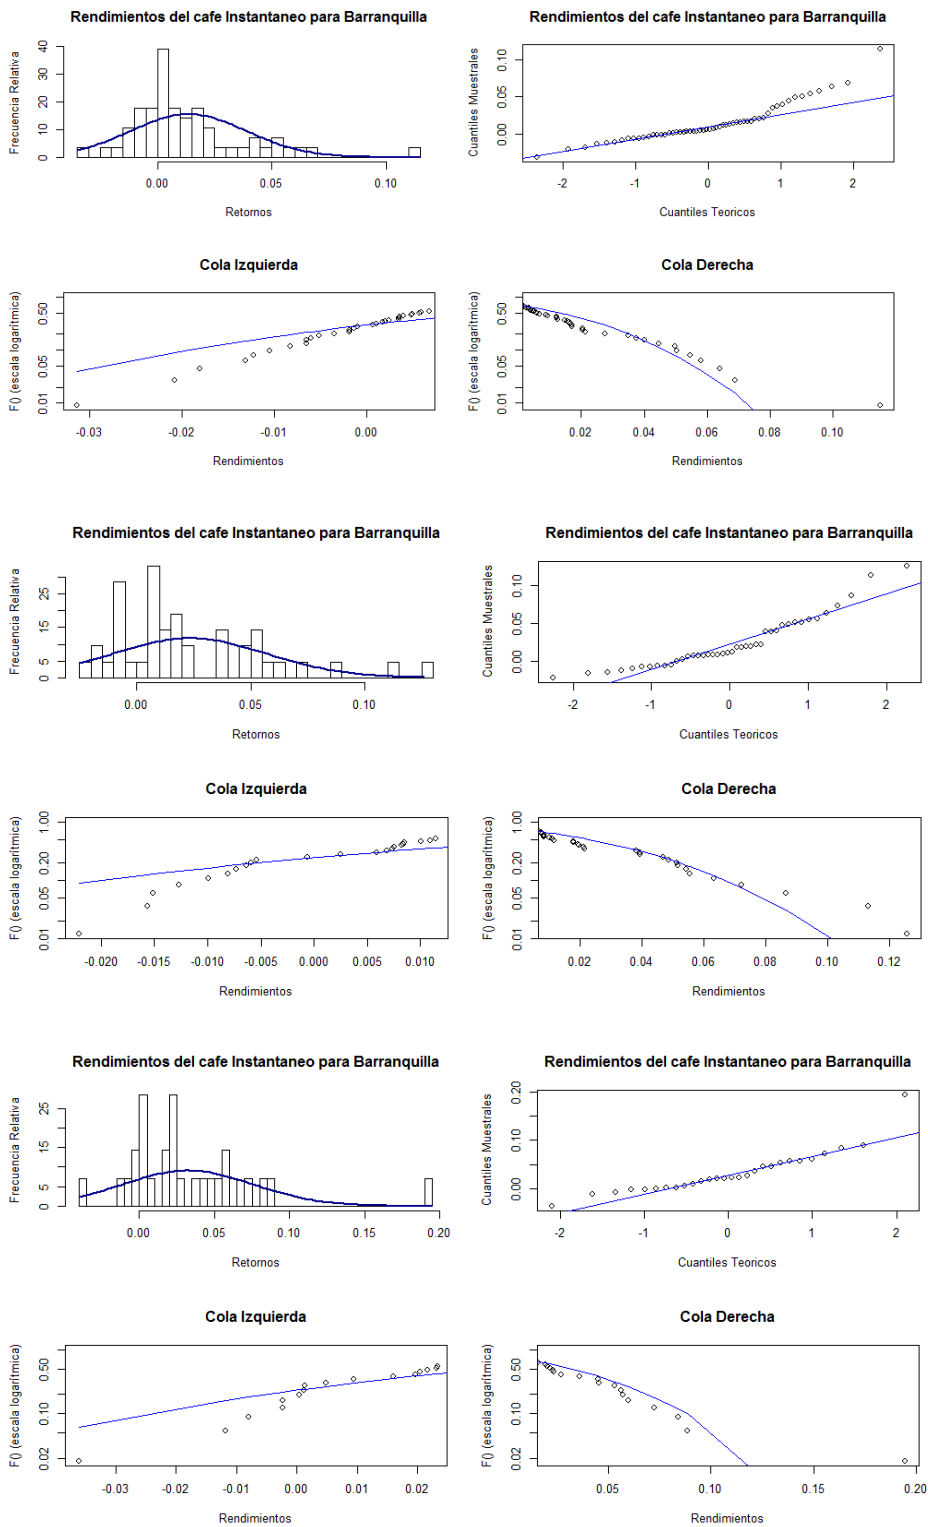 Rendimientos del cafe Instantaneo para Barranquilla
Frecuencia Relativa
0 10 20 30 40
0.00 0.05 0.10
Retornos
Rendimientos del cafe Instantaneo para Barranquilla
Cuantiles Muestrales
0.00 0.05 0.10
-2 -1 0 1 2
Cuantiles Teoricos
Cola Izquierda
F() (escala logarítmica)
0.01 0.05 0.50
-0.03 -0.02 -0.01 0.00
Rendimientos
Cola Derecha
F() (escala logarítmica)
0.01 0.05 0.50
0.02 0.04 0.06 0.08 0.10
Rendimientos
Rendimientos del cafe Instantaneo para Barranquilla
Frecuencia Relativa
0 5 15 25
0.00 0.05 0.10
Retornos
Rendimientos del cafe Instantaneo para Barranquilla
Cuantiles Muestrales
0.00 0.05 0.10
-2 -1 0 1 2
Cuantiles Teoricos
Cola Izquierda
F() (escala logarítmica)
0.01 0.05 0.20 1.00
-0.020 -0.015 -0.010 -0.005 0.000 0.005 0.010
Rendimientos
Cola Derecha
F() (escala logarítmica)
0.01 0.05 0.20 1.00
0.02 0.04 0.06 0.08 0.10 0.12
Rendimientos
Rendimientos del cafe Instantaneo para Barranquilla
Frecuencia Relativa
0 5 15 25
0.00 0.05 0.10 0.20
Retornos
Rendimientos del cafe Instantaneo para Barranquilla
Cuantiles Muestrales
0.00 0.10 0.20
-2 -1 0 1 2
Cuantiles Teoricos
Cola Izquierda
F() (escala logarítmica)
0.02 0.10 0.50
-0.03 -0.02 -0.01 0.00 0.01 0.02
Rendimientos
Cola Derecha
F() (escala logarítmica)
0.02 0.10 0.50
0.05 0.10 0.15 0.20
Rendimientos